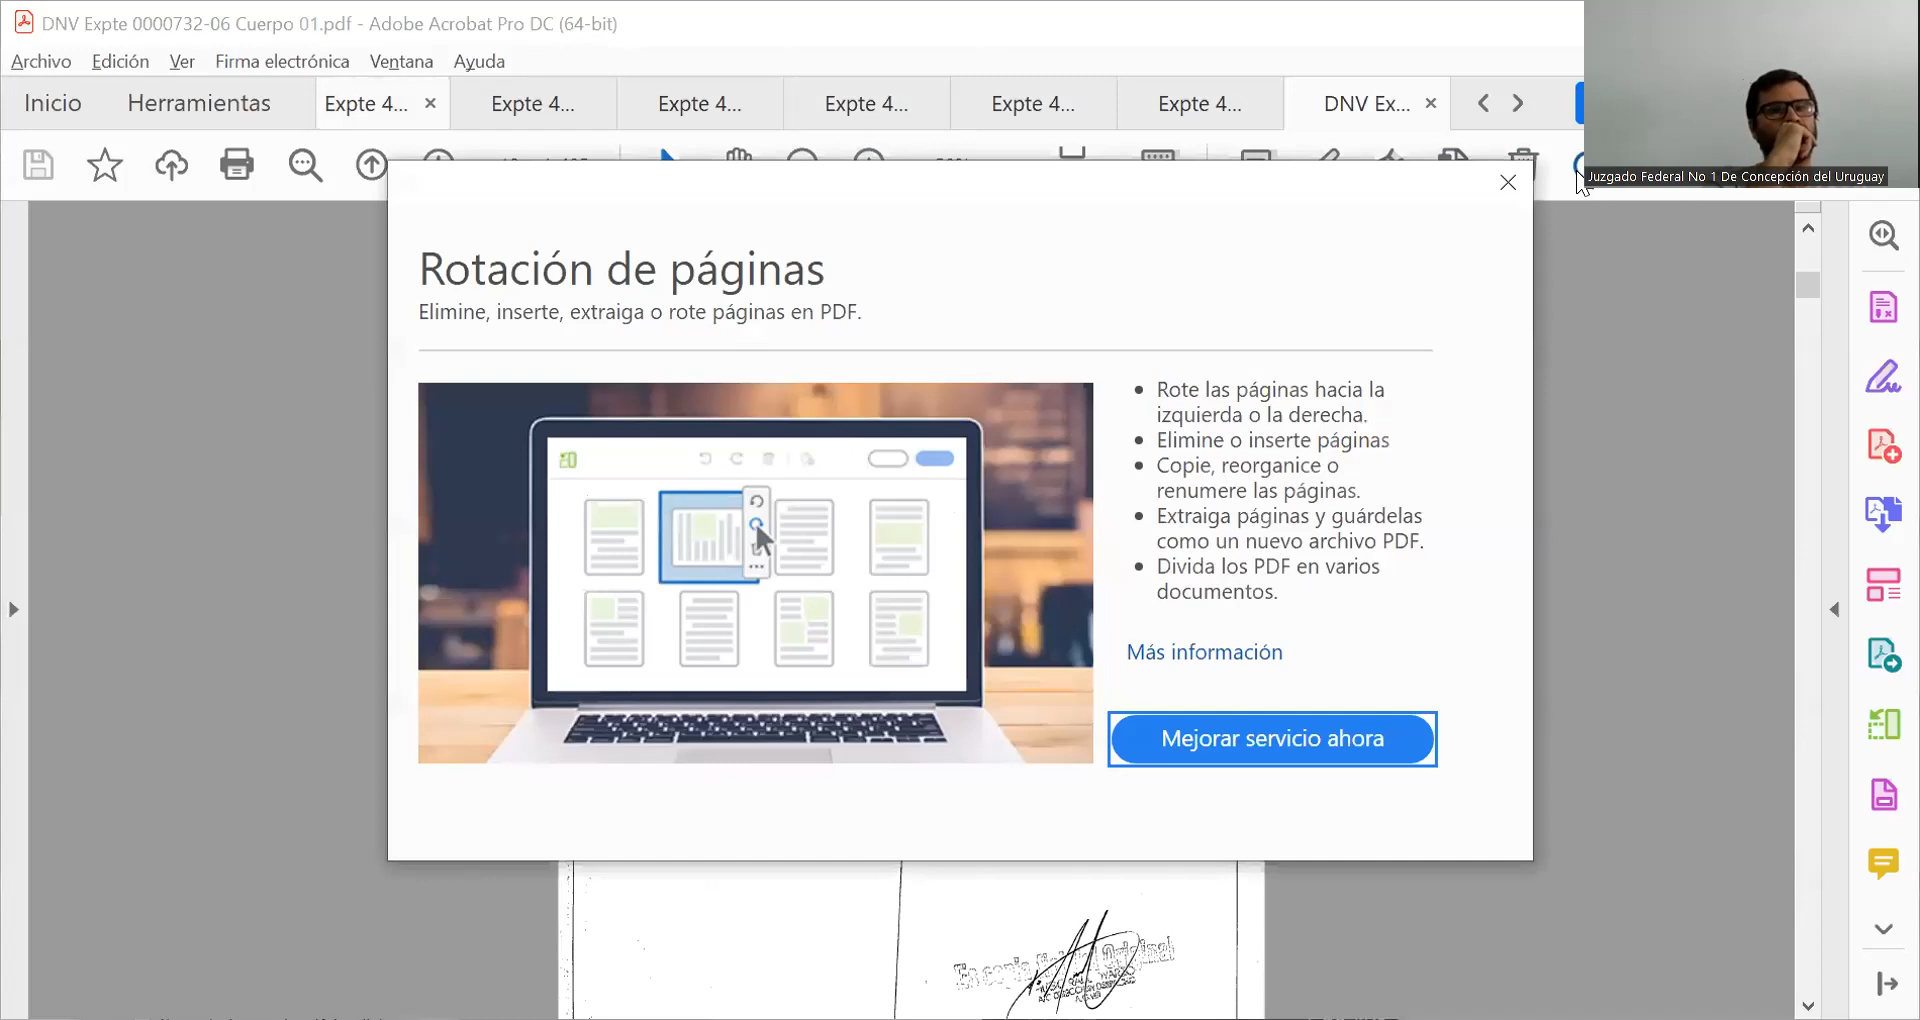 DNV Expte 0000732-06 Cuerpo 01.pdf - Adobe Acrobat Pro DC (64-bit)
Archivo Edición Ver Firma electrónica Ventana Ayuda
Inicio Herramientas Expte 4... Expte 4... Expte 4... Expte 4... Expte 4... Expte 4... DNV Ex...
Juzgado Federal No 1 De Concepción del Uruguay
Rotación de páginas
Elimine, inserte, extraiga o rote páginas en PDF.
Rote las páginas hacia la
izquierda o la derecha.
Elimine o inserte páginas
Copie, reorganice o
renumere las páginas.
Extraiga páginas y guárdelas
como un nuevo archivo PDF.
Divida los PDF en varios
documentos.
Más información
Mejorar servicio ahora
Es copia Original